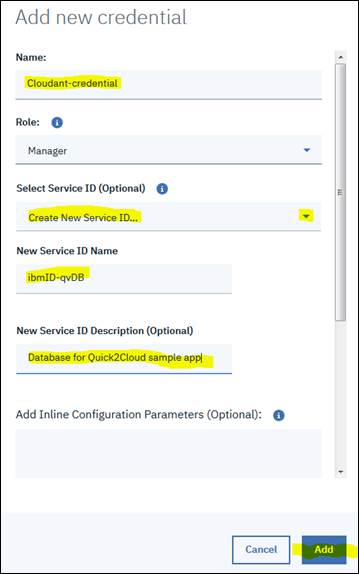 Add new credential
Name:
Cloudant-credential
Role:
Manager
Select Service ID (Optional)
Create New Service ID...
New Service ID Name
ibmID-qvDB
New Service ID Description (Optional)
Database for Quick2Cloud sample app
Add Inline Configuration Parameters (Optional):
Cancel Add